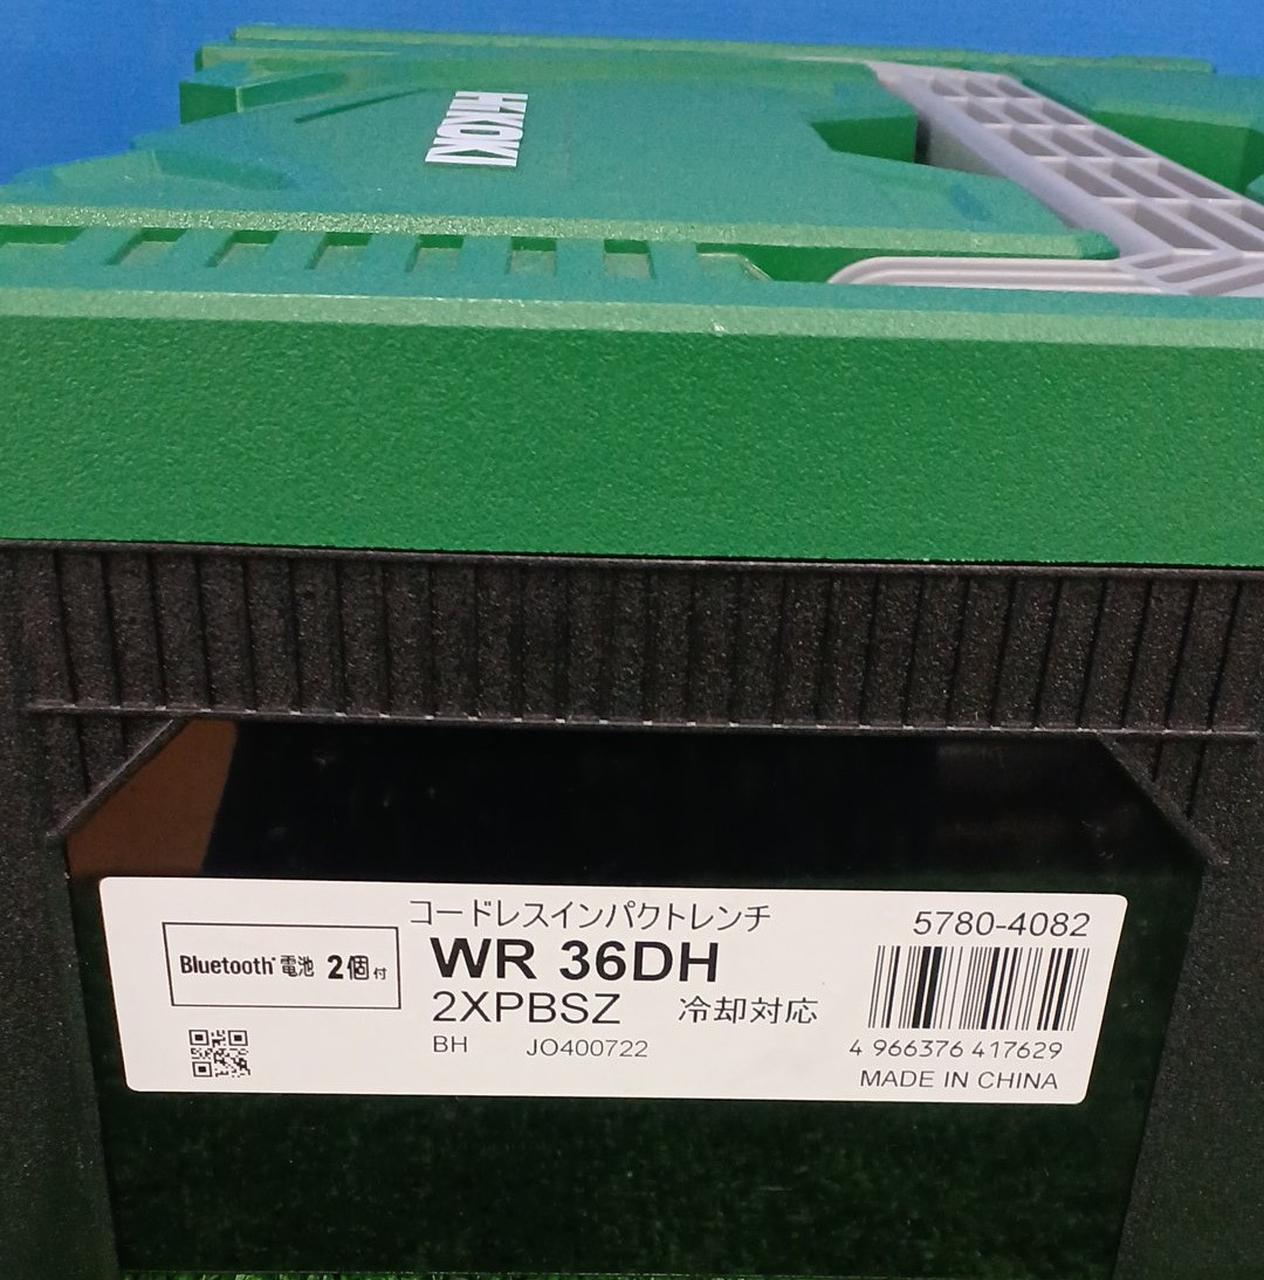 HiKOKI
コードレスインパクトレンチ
5780-4082
Bluetooth®電池 2個付
WR 36DH
2XPBSZ 冷却対応
BH JO400722
4 966376 417629
MADE IN CHINA